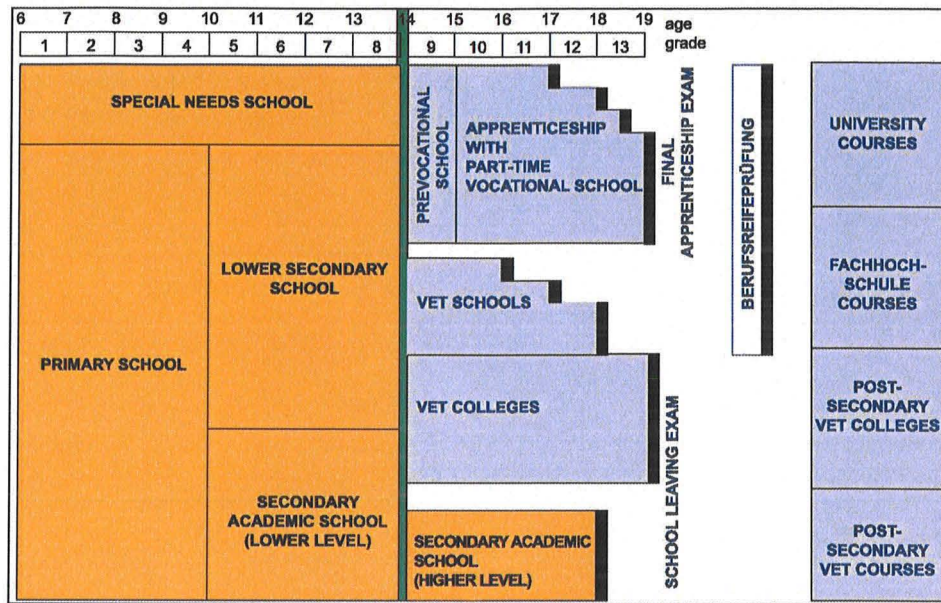 6 7 8 9 10 11 12 13 14 15 16 17 18 19 age
1 2 3 4 5 6 7 8 9 10 11 12 13 grade
SPECIAL NEEDS SCHOOL
PRIMARY SCHOOL
LOWER SECONDARY
SCHOOL
SECONDARY
ACADEMIC SCHOOL
(LOWER LEVEL)
PREVOCATIONAL
SCHOOL
APPRENTICESHIP
WITH
PART-TIME
VOCATIONAL SCHOOL
VET SCHOOLS
VET COLLEGES
SECONDARY ACADEMIC
SCHOOL
(HIGHER LEVEL)
FINAL
APPRENTICESHIP EXAM
SCHOOL LEAVING EXAM
BERUFSREIFEPRÜFUNG
UNIVERSITY
COURSES
FACHHOCH-
SCHULE
COURSES
POST-
SECONDARY
VET COLLEGES
POST-
SECONDARY
VET COURSES